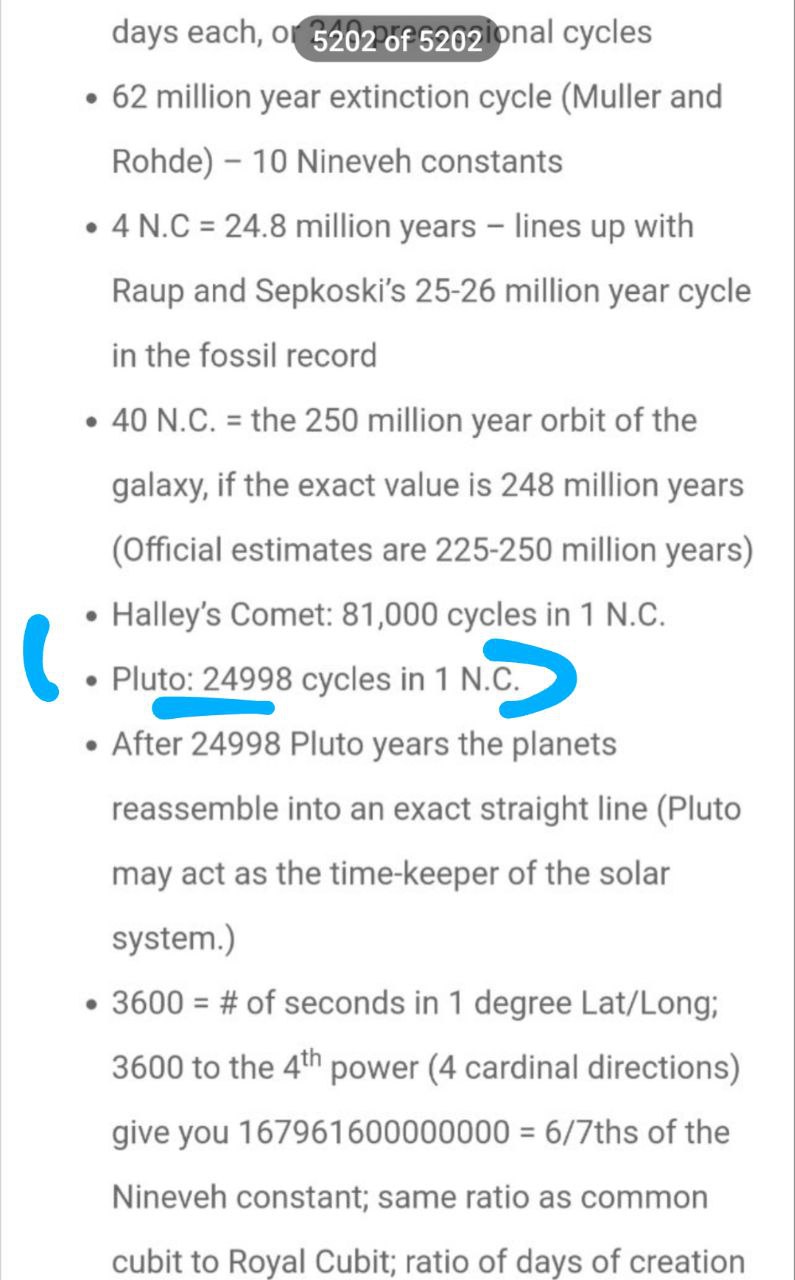 days each, or 240 precessional cycles
5202 of 5202
• 62 million year extinction cycle (Muller and
Rohde) – 10 Nineveh constants
• 4 N.C = 24.8 million years – lines up with
Raup and Sepkoski’s 25-26 million year cycle
in the fossil record
• 40 N.C. = the 250 million year orbit of the
galaxy, if the exact value is 248 million years
(Official estimates are 225-250 million years)
• Halley’s Comet: 81,000 cycles in 1 N.C.
• Pluto: 24998 cycles in 1 N.C.
• After 24998 Pluto years the planets
reassemble into an exact straight line (Pluto
may act as the time-keeper of the solar
system.)
• 3600 = # of seconds in 1 degree Lat/Long;
3600 to the 4th power (4 cardinal directions)
give you 167961600000000 = 6/7ths of the
Nineveh constant; same ratio as common
cubit to Royal Cubit; ratio of days of creation